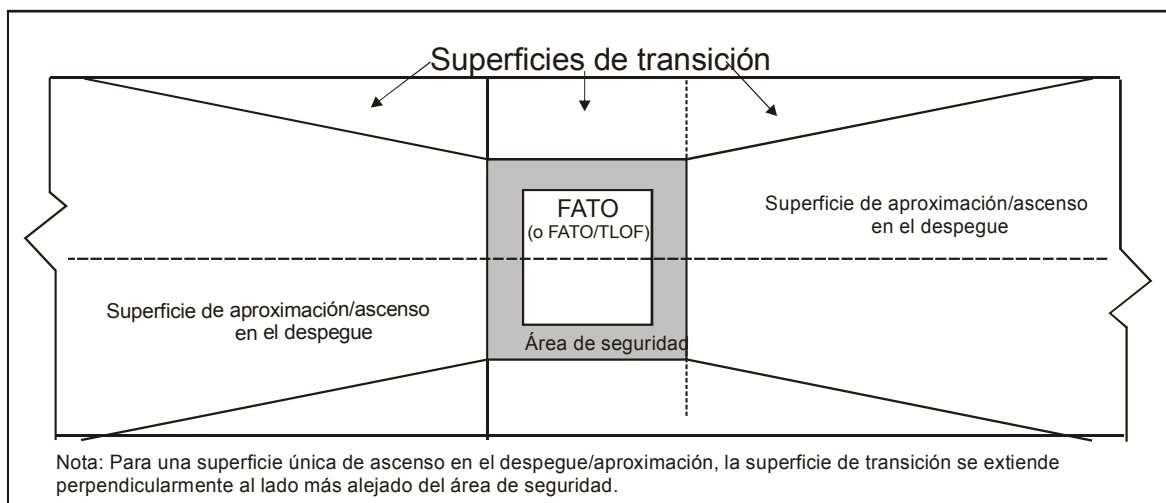 Superficies de transición
FATO
(o FATO/TLOF)
Superficie de aproximación/ascenso
en el despegue
Superficie de aproximación/ascenso
en el despegue
Área de seguridad
Nota: Para una superficie única de ascenso en el despegue/aproximación, la superficie de transición se extiende
perpendicularmente al lado más alejado del área de seguridad.